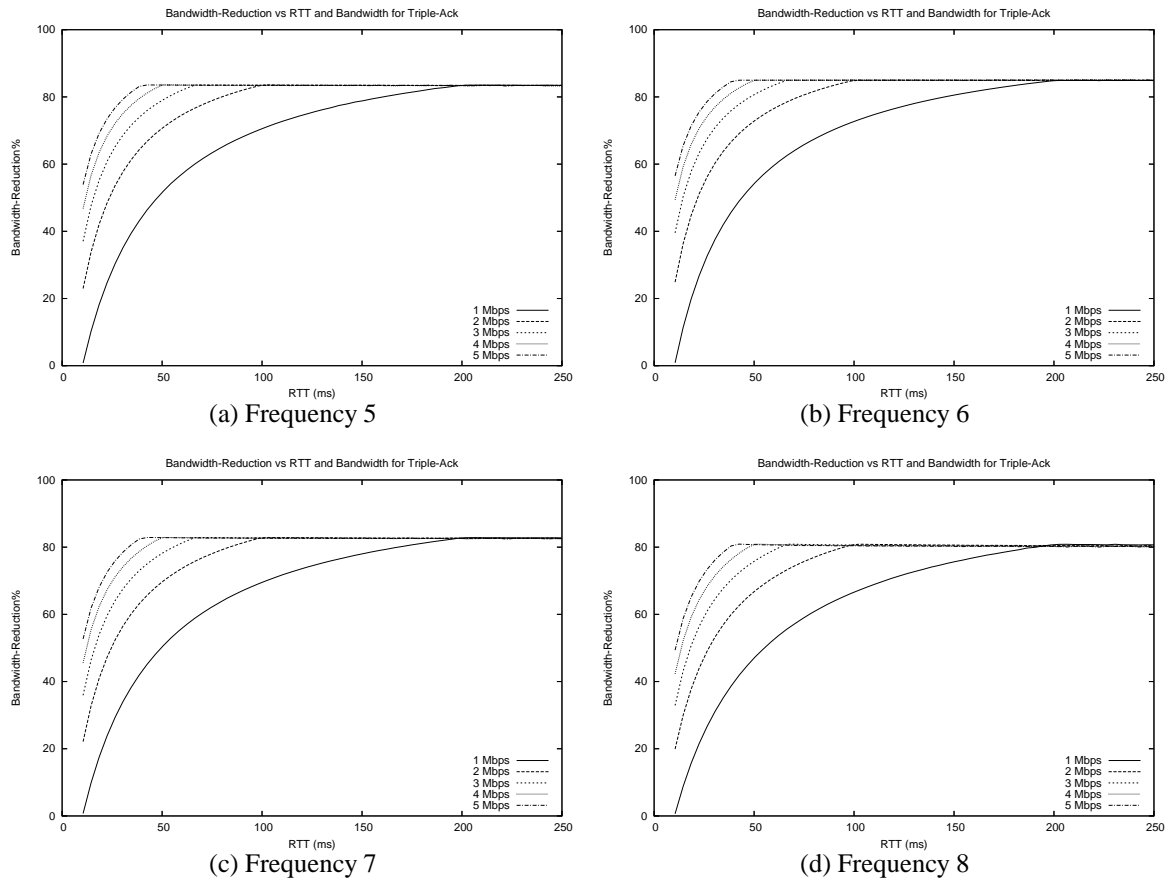 Bandwidth-Reduction vs RTT and Bandwidth for Triple-Ack
100
80
60
40
20
0
Bandwidth-Reduction%
1 Mbps
2 Mbps
3 Mbps
4 Mbps
5 Mbps
0 50 100 150 200 250
RTT (ms)
(a) Frequency 5
Bandwidth-Reduction vs RTT and Bandwidth for Triple-Ack
100
80
60
40
20
0
Bandwidth-Reduction%
1 Mbps
2 Mbps
3 Mbps
4 Mbps
5 Mbps
0 50 100 150 200 250
RTT (ms)
(b) Frequency 6
Bandwidth-Reduction vs RTT and Bandwidth for Triple-Ack
100
80
60
40
20
0
Bandwidth-Reduction%
1 Mbps
2 Mbps
3 Mbps
4 Mbps
5 Mbps
0 50 100 150 200 250
RTT (ms)
(c) Frequency 7
Bandwidth-Reduction vs RTT and Bandwidth for Triple-Ack
100
80
60
40
20
0
Bandwidth-Reduction%
1 Mbps
2 Mbps
3 Mbps
4 Mbps
5 Mbps
0 50 100 150 200 250
RTT (ms)
(d) Frequency 8